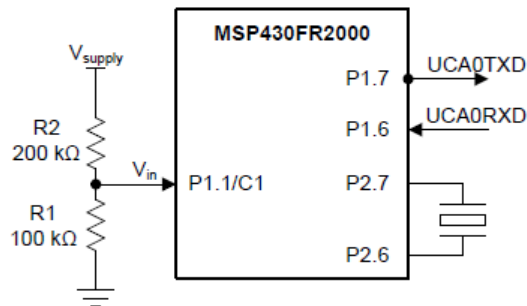 MSP430FR2000
Vsupply
R2
200 kΩ
Vin
R1
100 kΩ
P1.1/C1
P1.7
UCA0TXD
P1.6
UCA0RXD
P2.7
P2.6